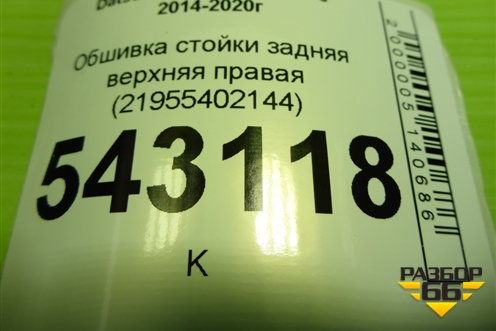 2014-2020г
Обшивка стойки задняя
верхняя правая
(21955402144)
543118
К
2000005140686
РАЗБОР
66